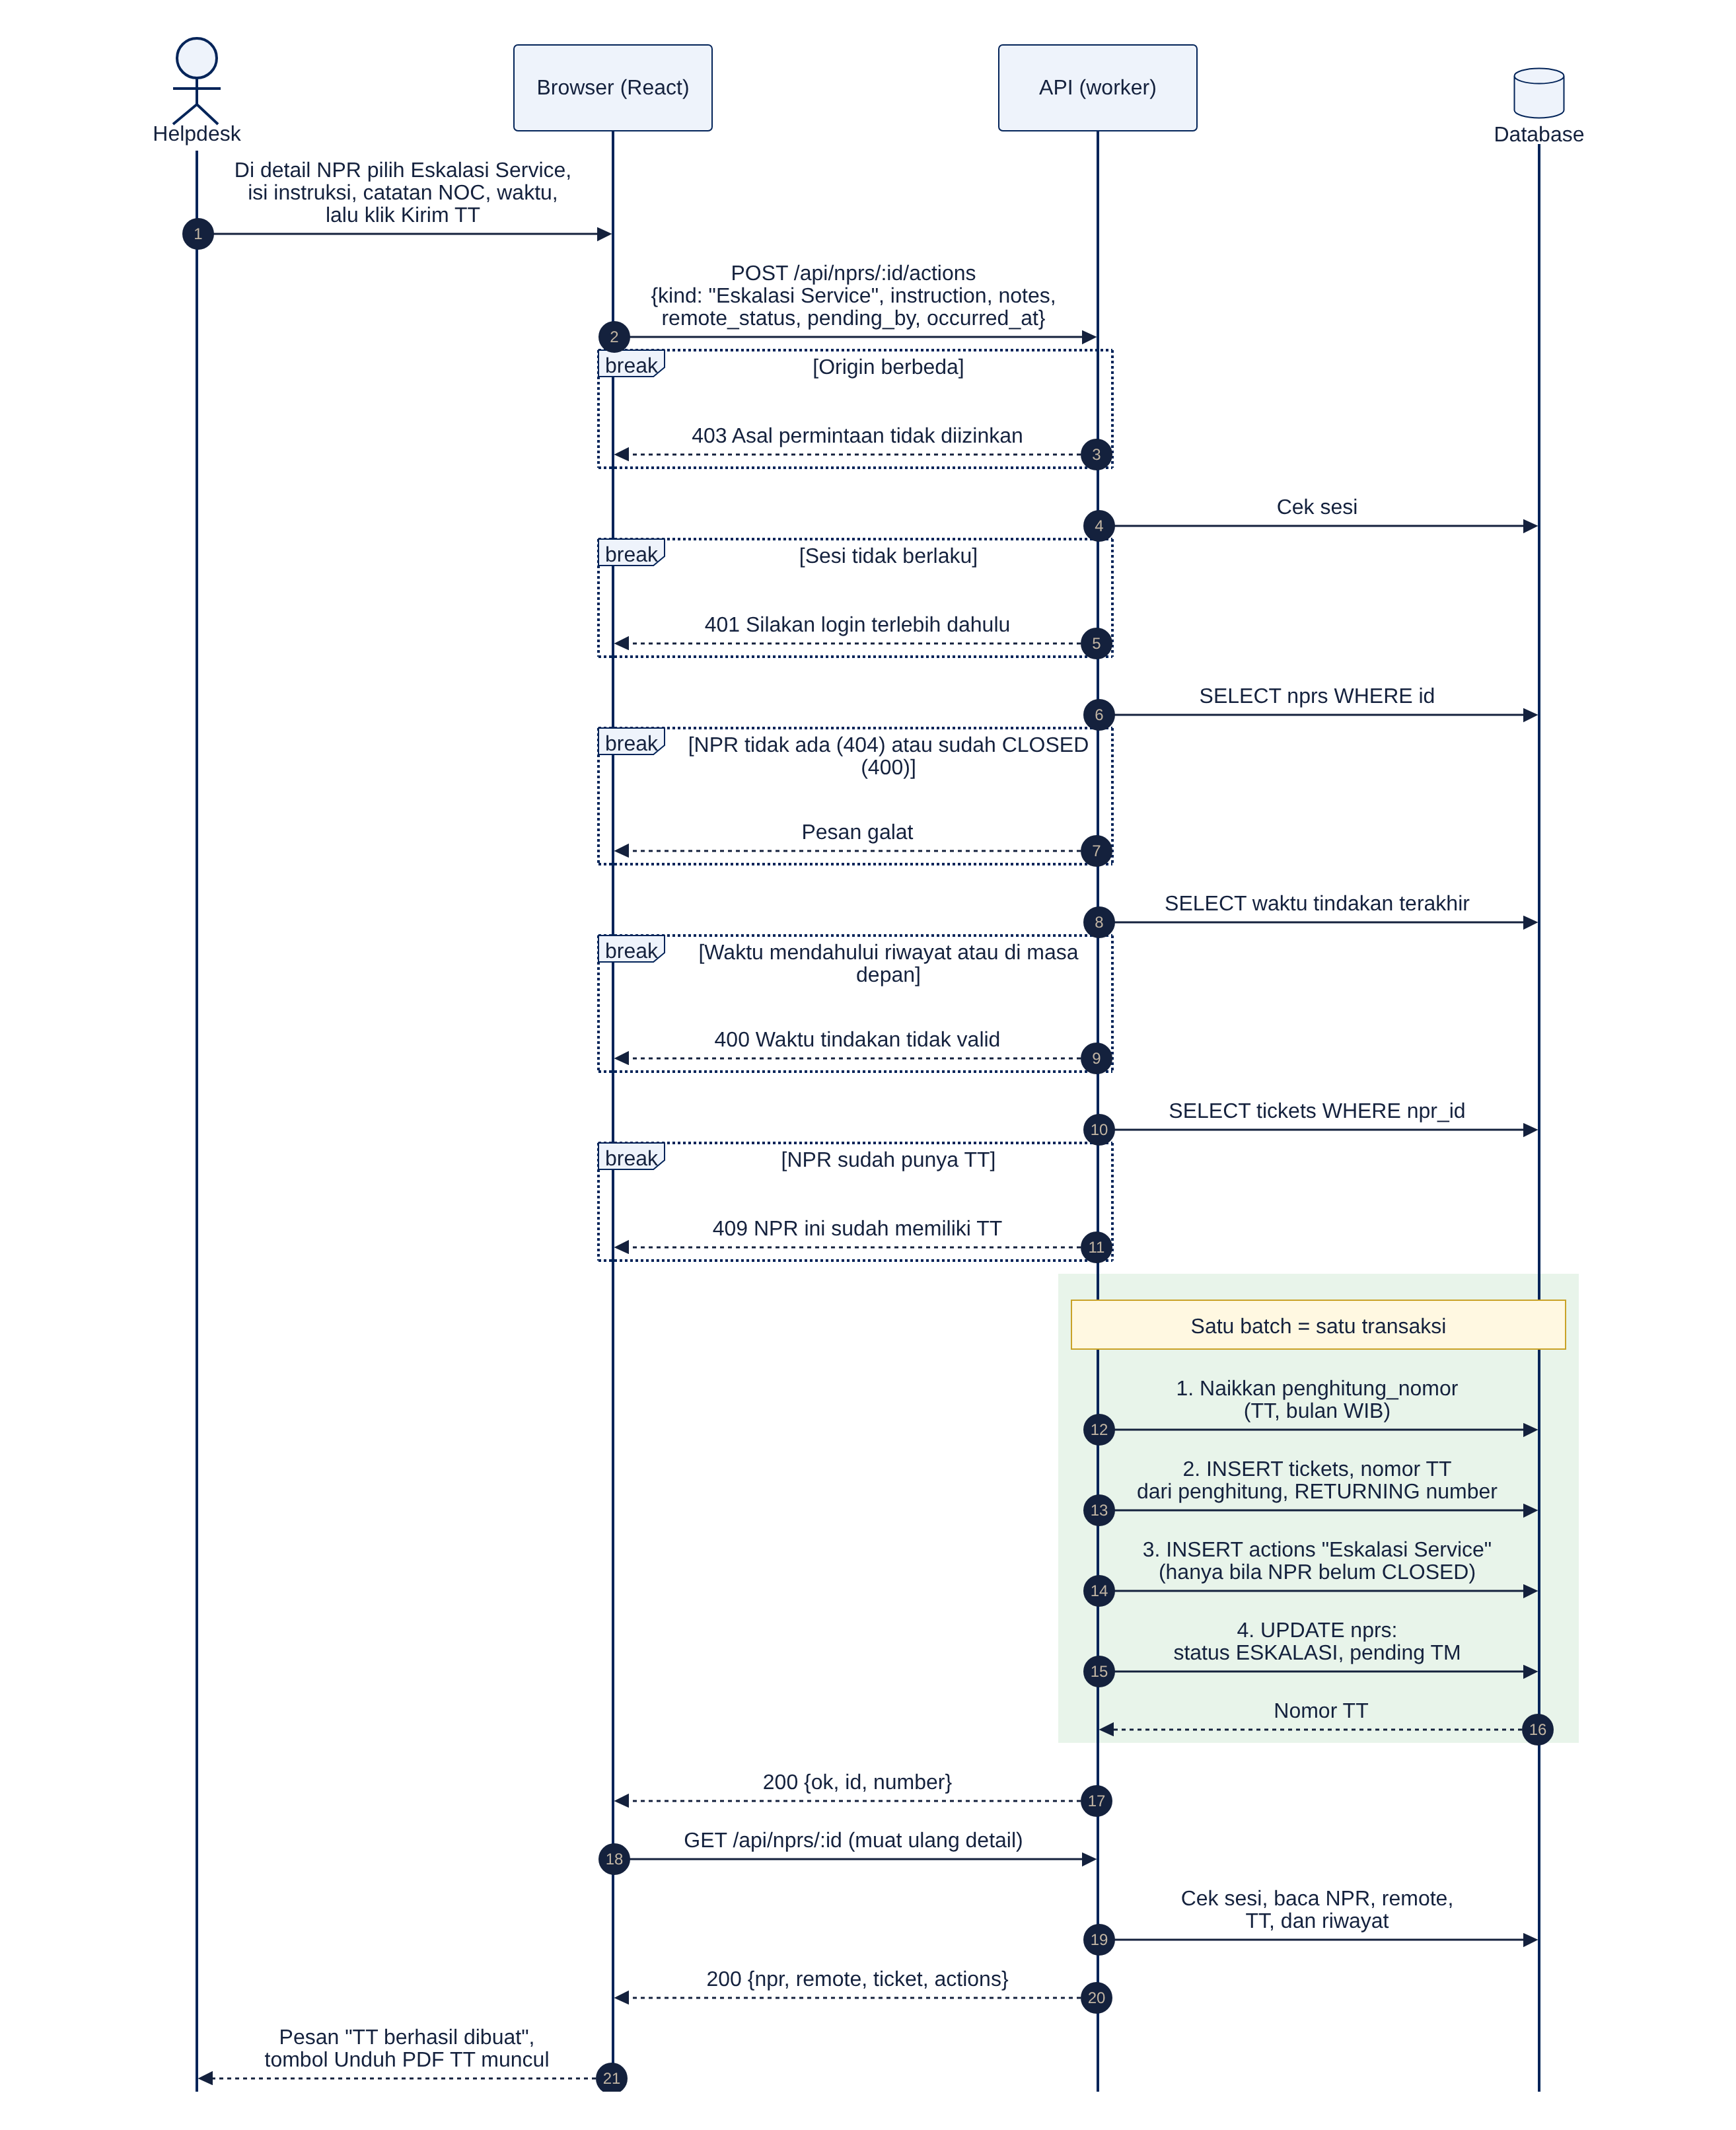 Helpdesk
Browser (React)
API (worker)
Database
Di detail NPR pilih Eskalasi Service,
isi instruksi, catatan NOC, waktu,
lalu klik Kirim TT
1
POST /api/nprs/:id/actions
{kind: "Eskalasi Service", instruction, notes,
remote_status, pending_by, occurred_at}
2
break
[Origin berbeda]
403 Asal permintaan tidak diizinkan
3
Cek sesi
4
break
[Sesi tidak berlaku]
401 Silakan login terlebih dahulu
5
SELECT nprs WHERE id
6
break
[NPR tidak ada (404) atau sudah CLOSED
(400)]
Pesan galat
7
SELECT waktu tindakan terakhir
8
break
[Waktu mendahului riwayat atau di masa
depan]
400 Waktu tindakan tidak valid
9
SELECT tickets WHERE npr_id
10
break
[NPR sudah punya TT]
409 NPR ini sudah memiliki TT
11
Satu batch = satu transaksi
1. Naikkan penghitung_nomor
(TT, bulan WIB)
12
2. INSERT tickets, nomor TT
dari penghitung, RETURNING number
13
3. INSERT actions "Eskalasi Service"
(hanya bila NPR belum CLOSED)
14
4. UPDATE nprs:
status ESKALASI, pending TM
15
Nomor TT
16
200 {ok, id, number}
17
GET /api/nprs/:id (muat ulang detail)
18
Cek sesi, baca NPR, remote,
TT, dan riwayat
19
200 {npr, remote, ticket, actions}
20
Pesan "TT berhasil dibuat",
tombol Unduh PDF TT muncul
21